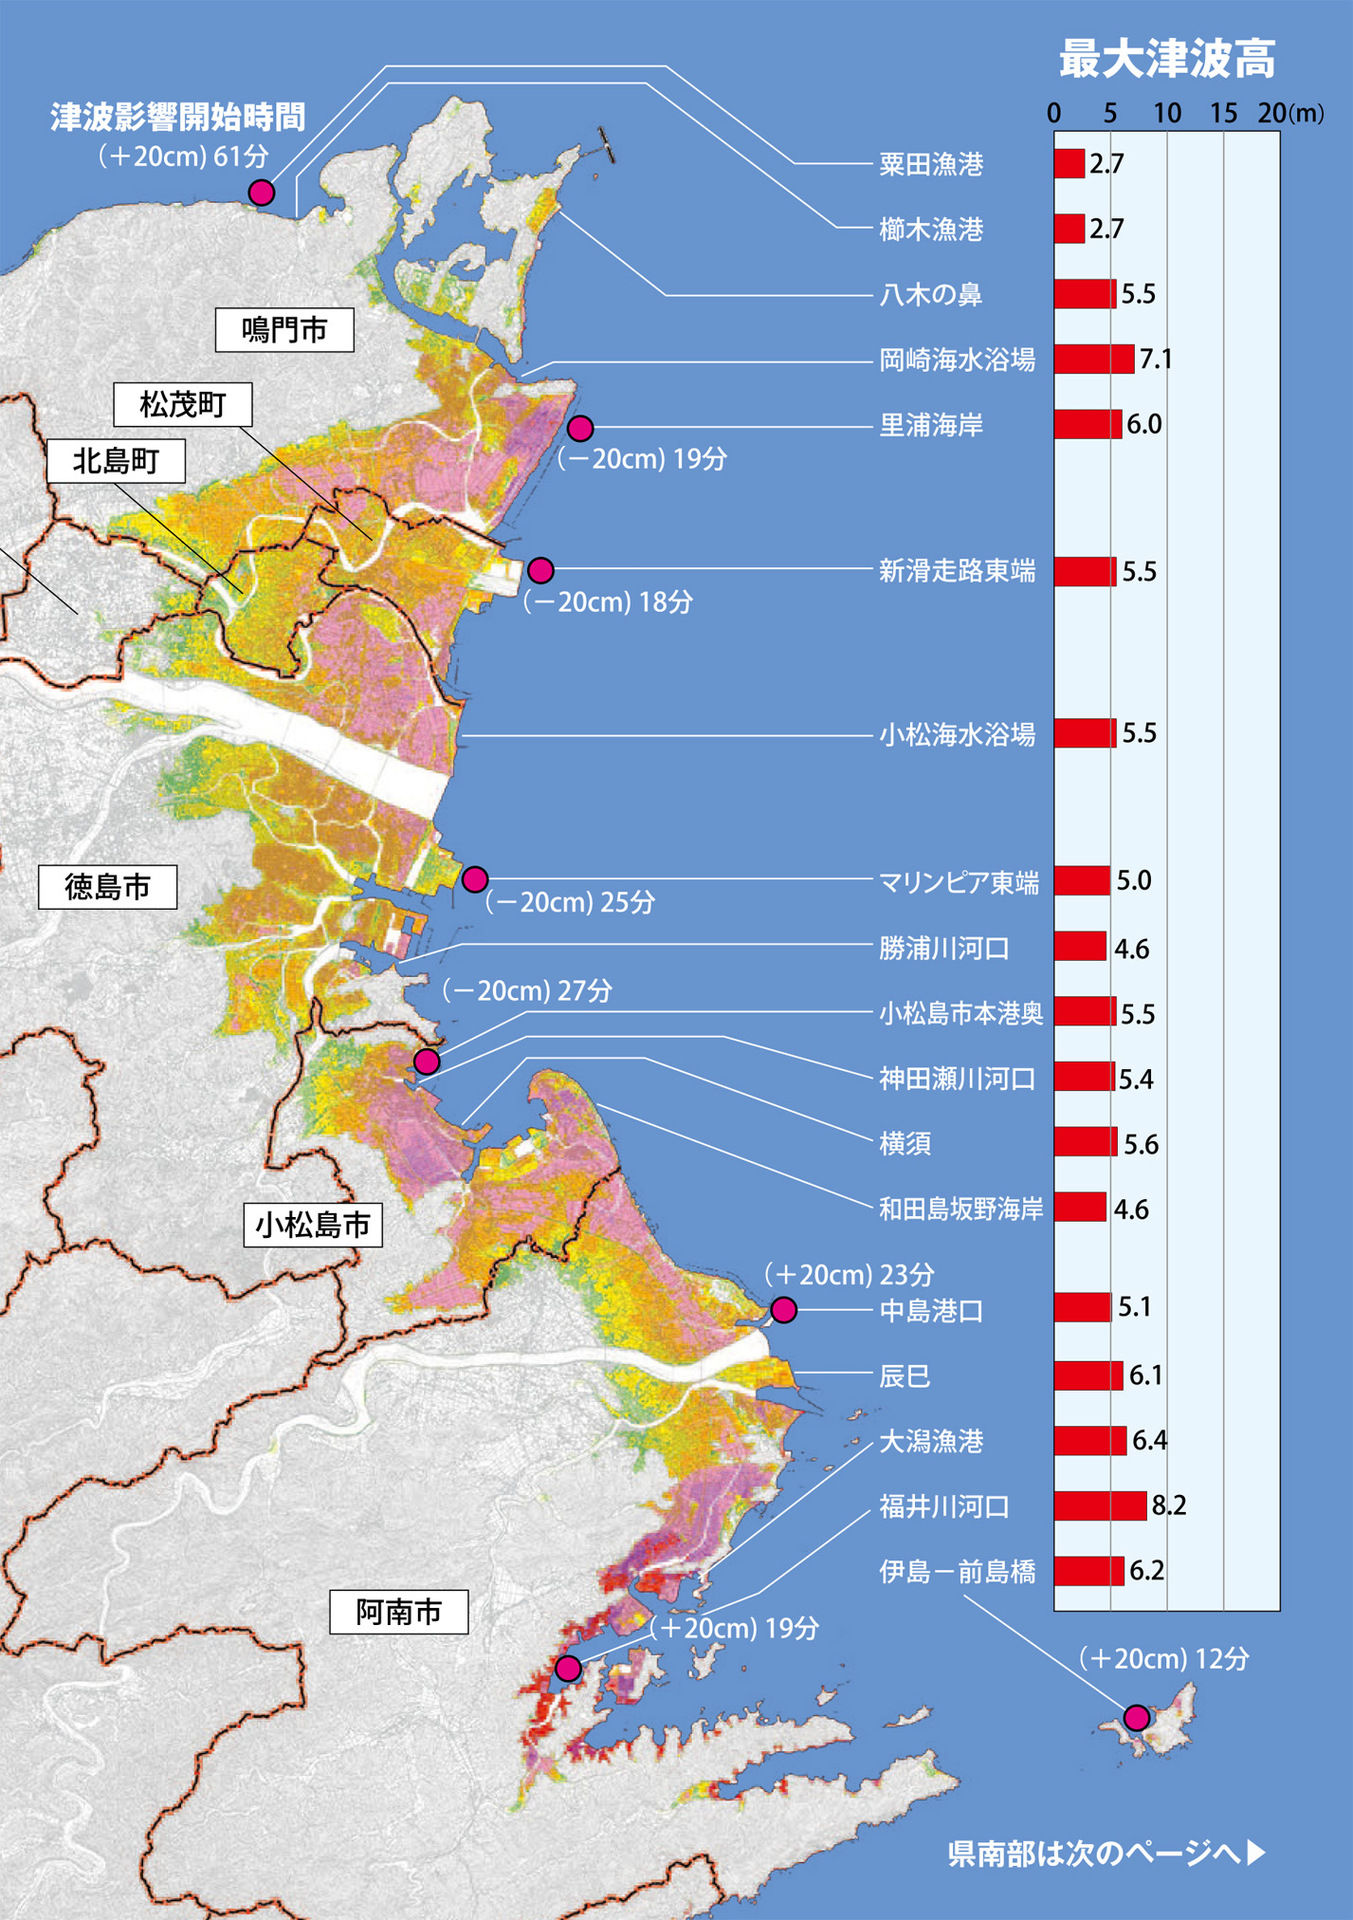 最大津波高
0 5 10 15 20(m)
津波影響開始時間
(+20cm) 61分
粟田漁港 2.7
櫛木漁港 2.7
八木の鼻 5.5
鳴門市
岡崎海水浴場 7.1
松茂町
里浦海岸 6.0
(-20cm) 19分
北島町
新滑走路東端 5.5
(-20cm) 18分
小松海水浴場 5.5
徳島市
マリンピア東端 5.0
(-20cm) 25分
勝浦川河口 4.6
(-20cm) 27分
小松島市本港奥 5.5
神田瀬川河口 5.4
横須 5.6
和田島坂野海岸 4.6
小松島市
(+20cm) 23分
中島港口 5.1
辰巳 6.1
大潟漁港 6.4
福井川河口 8.2
伊島-前島橋 6.2
阿南市
(+20cm) 19分
(+20cm) 12分
県南部は次のページへ▶